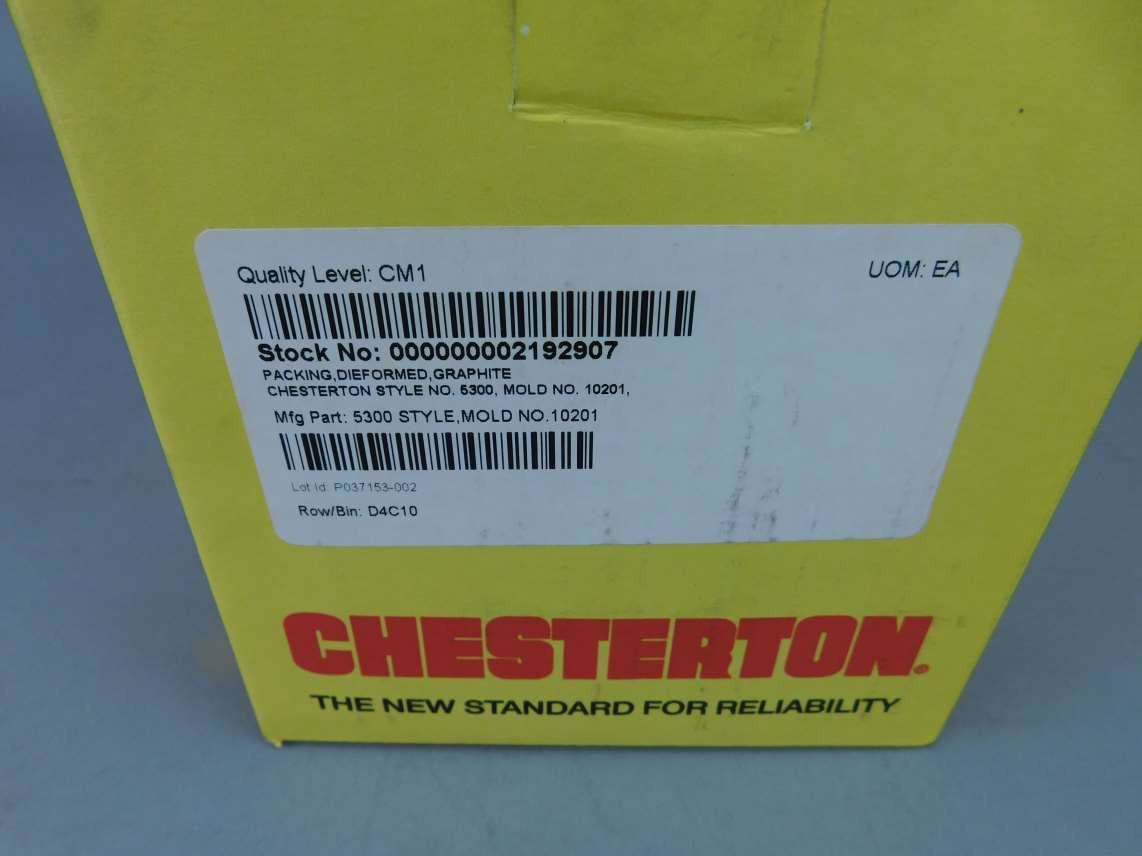 Quality Level: CM1
UOM: EA
Stock No: 000000002192907
PACKING,DIEFORMED,GRAPHITE
CHESTERTON STYLE NO. 5300, MOLD NO. 10201,
Mfg Part: 5300 STYLE,MOLD NO.10201
Lot Id: P037153-002
Row/Bin: D4C10
CHESTERTON®
THE NEW STANDARD FOR RELIABILITY